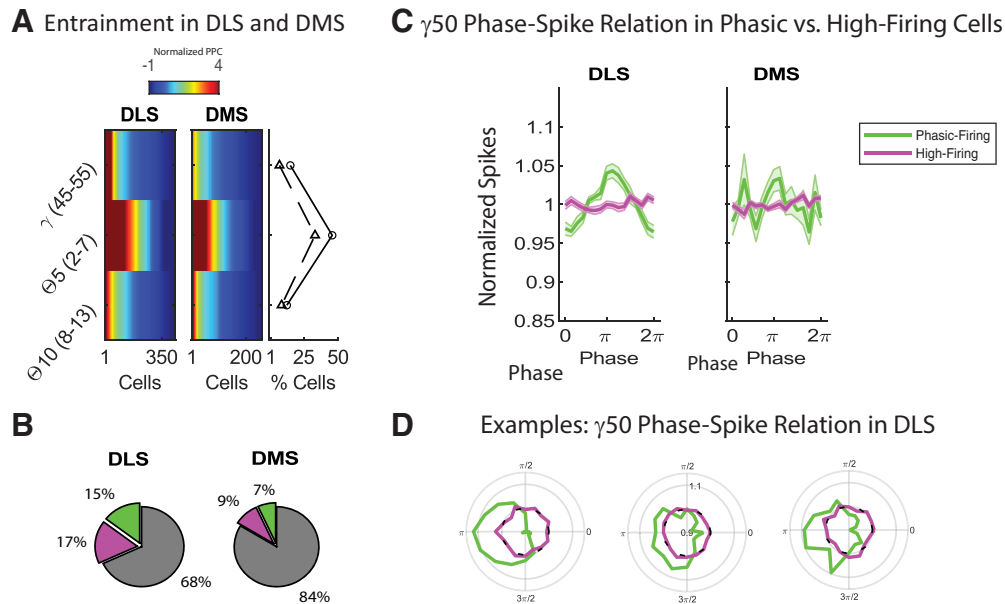 A Entrainment in DLS and DMS
Normalized PPC
-1 4
DLS DMS
γ (45-55)
Θ5 (2-7)
Θ10 (8-13)
1 350 1 200 1 25 50
Cells Cells % Cells
B
DLS DMS
15% 17% 68%
9% 7% 84%
C γ50 Phase-Spike Relation in Phasic vs. High-Firing Cells
DLS DMS
Normalized Spikes
1.1
1.05
1
0.95
0.9
0.85
0 π 2π 0 π 2π
Phase Phase
Phase Phase
Phasic-Firing
High-Firing
D Examples: γ50 Phase-Spike Relation in DLS
π/2 π/2 π/2
1.1
π 0 π 0.9 0 π 0
3π/2 3π/2 3π/2